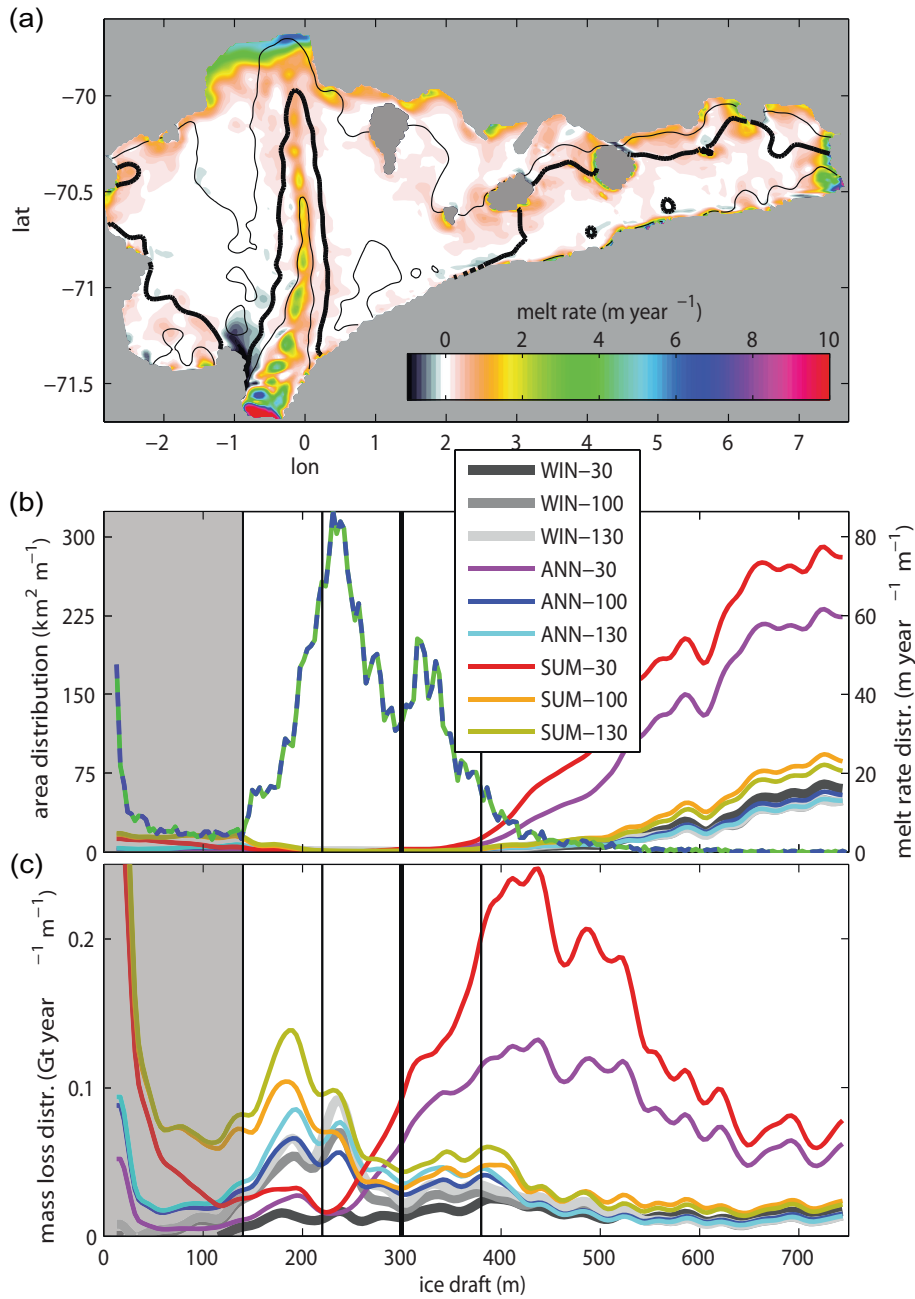 (a)
−70
−70.5
−71
−71.5
lat
melt rate (m year −1)
0 2 4 6 8 10
−2 −1 0 1 2 3 4 5 6 7
lon
WIN−30
WIN−100
WIN−130
ANN−30
ANN−100
ANN−130
SUM−30
SUM−100
SUM−130
(b)
300
225
150
75
0
area distribution (km2 m−1)
80
60
40
20
0
melt rate distr. (m year −1 m−1)
(c)
0.2
0.1
0
mass loss distr. (Gt year −1 m−1)
0 100 200 300 400 500 600 700
ice draft (m)